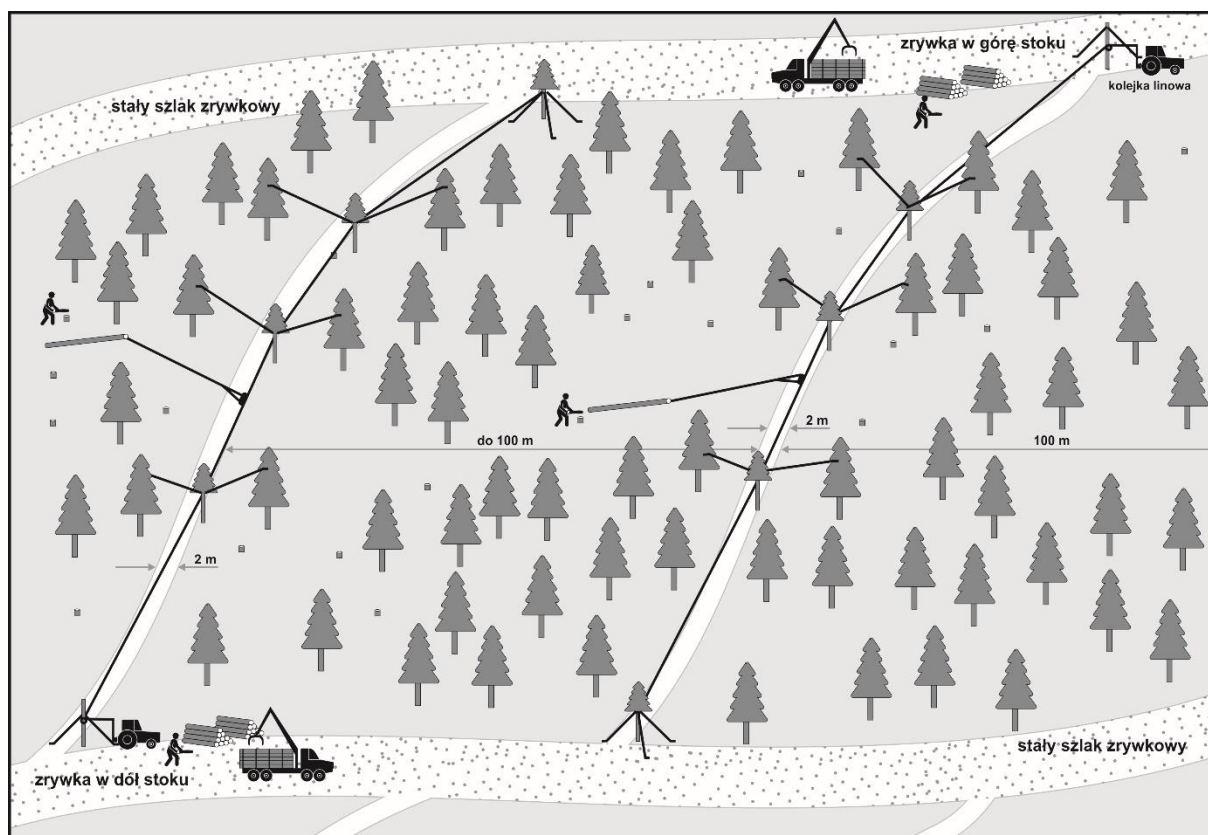 zrywka w górę stoku
kolejka linowa
stały szlak zrywkowy
2 m
do 100 m
100 m
2 m
stały szlak zrywkowy
zrywka w dół stoku